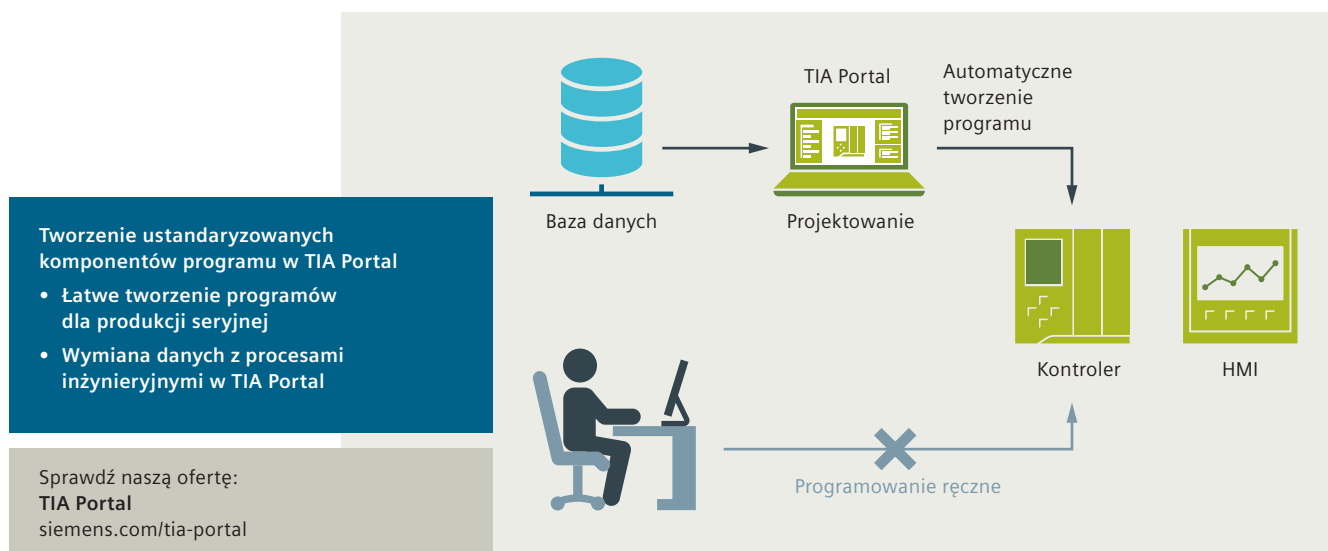 TIA Portal
Automatyczne
tworzenie
programu
Baza danych
Projektowanie
Tworzenie ustandaryzowanych
komponentów programu w TIA Portal
• Łatwe tworzenie programów
dla produkcji seryjnej
• Wymiana danych z procesami
inżynieryjnymi w TIA Portal
Kontroler
HMI
Programowanie ręczne
Sprawdź naszą ofertę:
TIA Portal
siemens.com/tia-portal